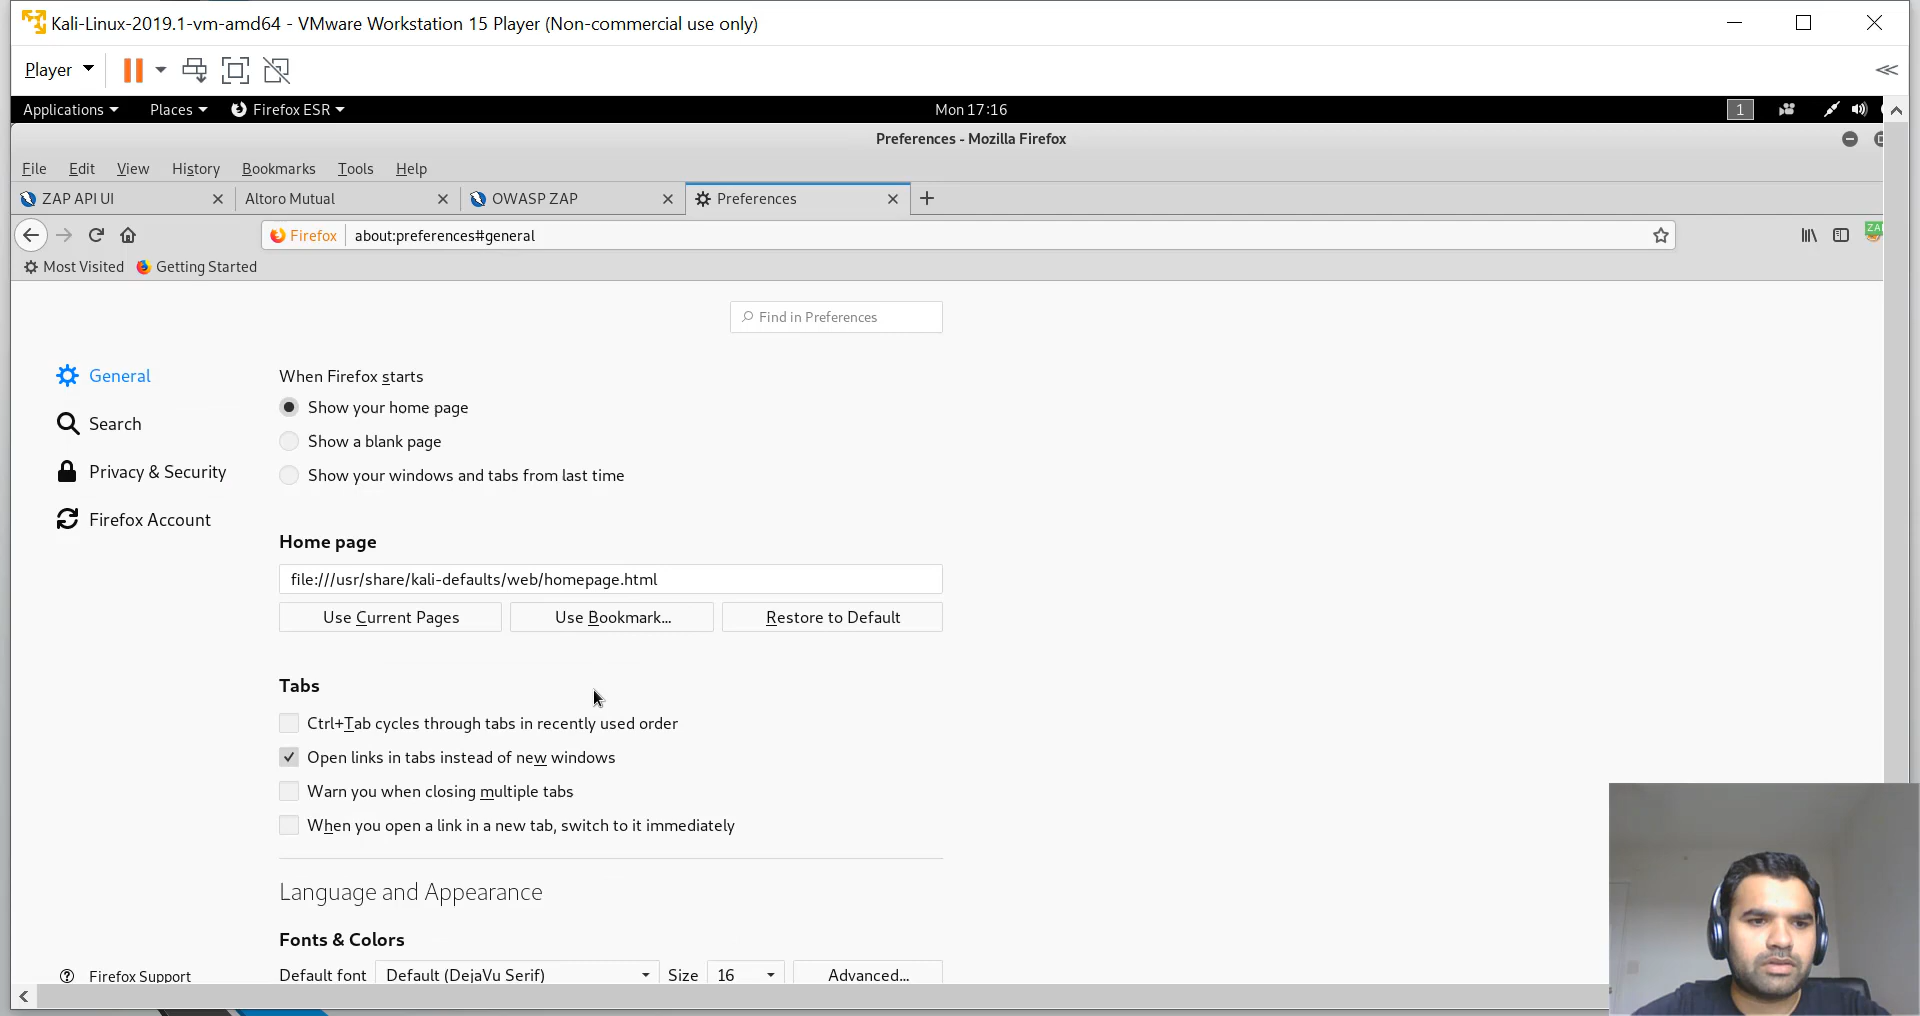 Kali-Linux-2019.1-vm-amd64 - VMware Workstation 15 Player (Non-commercial use only)
Player
Applications Places Firefox ESR Mon 17:16 1
Preferences - Mozilla Firefox
File Edit View History Bookmarks Tools Help
ZAP API UI Altoro Mutual OWASP ZAP Preferences
Firefox about:preferences#general
Most Visited Getting Started
Find in Preferences
General
Search
Privacy & Security
Firefox Account
When Firefox starts
Show your home page
Show a blank page
Show your windows and tabs from last time
Home page
file:///usr/share/kali-defaults/web/homepage.html
Use Current Pages Use Bookmark... Restore to Default
Tabs
Ctrl+Tab cycles through tabs in recently used order
Open links in tabs instead of new windows
Warn you when closing multiple tabs
When you open a link in a new tab, switch to it immediately
Language and Appearance
Fonts & Colors
Firefox Support Default font Default (DejaVu Serif) Size 16 Advanced...